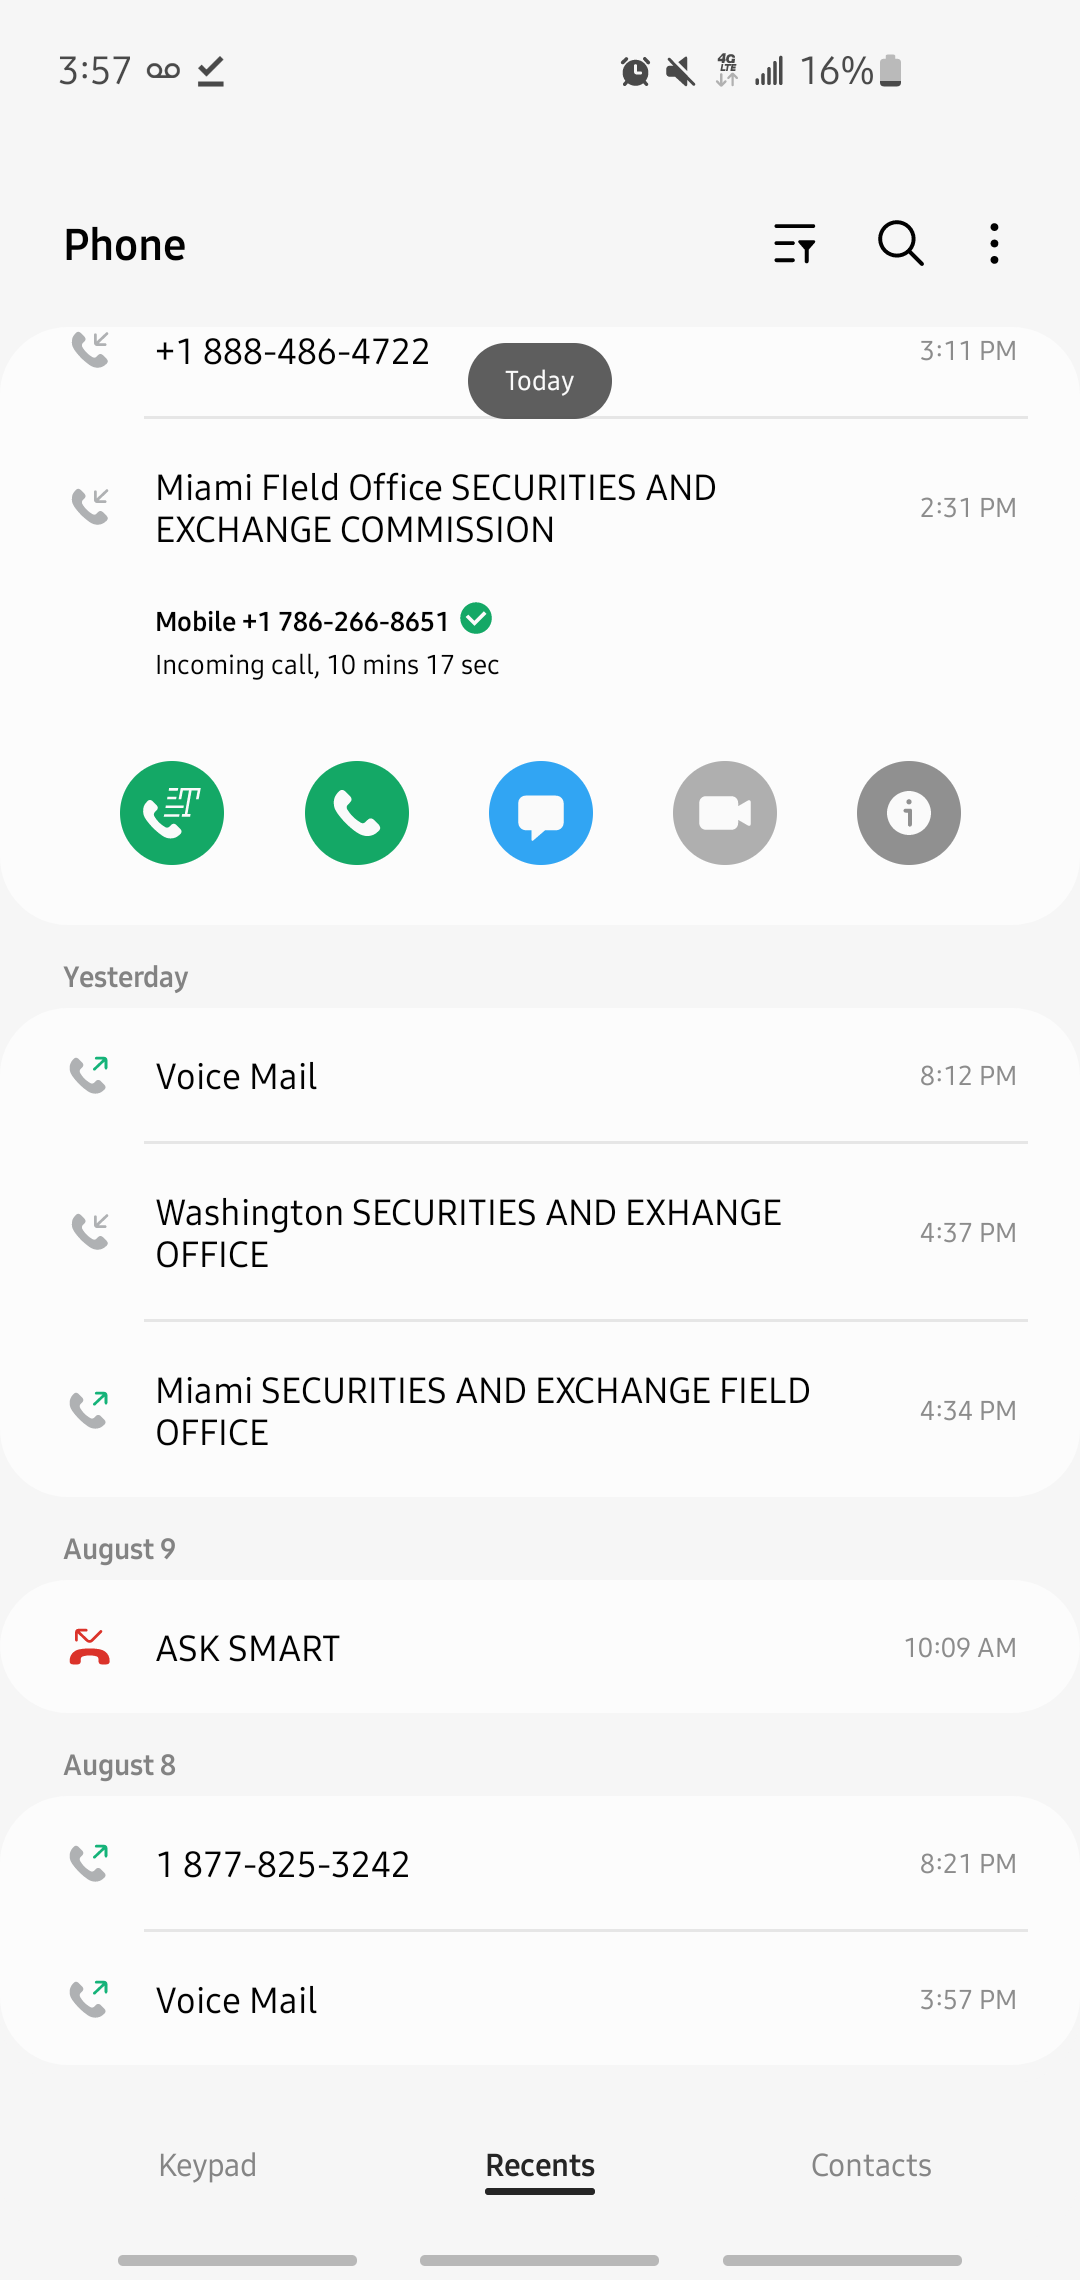 3:57
4G LTE 16%
Phone
+1 888-486-4722 3:11 PM
Today
Miami FIeld Office SECURITIES AND
EXCHANGE COMMISSION
2:31 PM
Mobile +1 786-266-8651
Incoming call, 10 mins 17 sec
Yesterday
Voice Mail 8:12 PM
Washington SECURITIES AND EXHANGE
OFFICE
4:37 PM
Miami SECURITIES AND EXCHANGE FIELD
OFFICE
4:34 PM
August 9
ASK SMART 10:09 AM
August 8
1 877-825-3242 8:21 PM
Voice Mail 3:57 PM
Keypad Recents Contacts